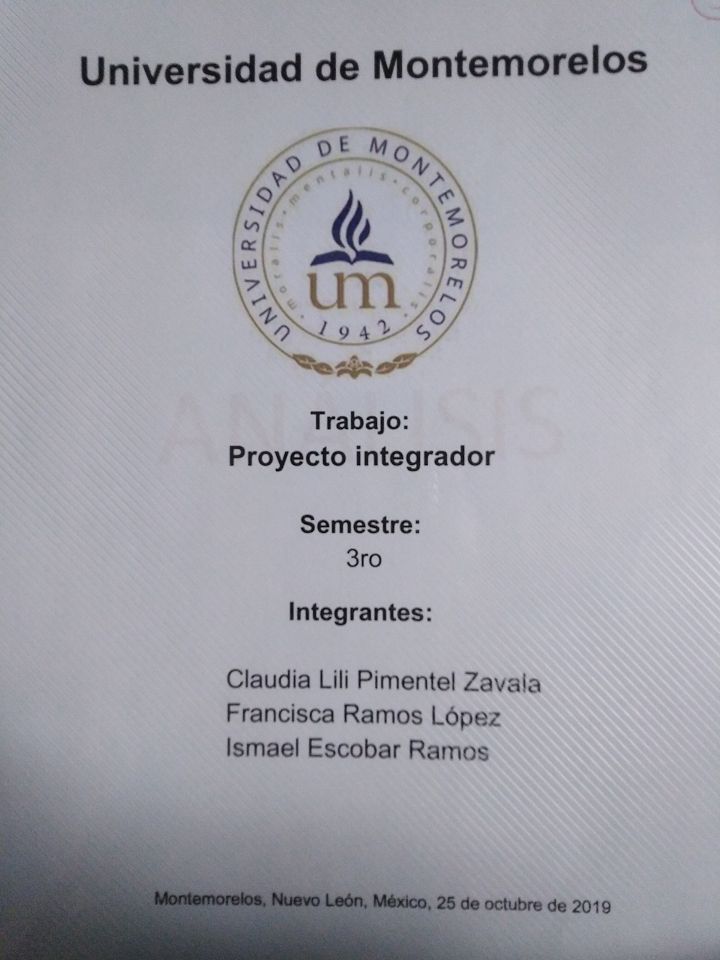 Universidad de Montemorelos
UNIVERSIDAD DE MONTEMORELOS
moralis · mentalis · corporalis
um
1942
ANÁLISIS
Trabajo:
Proyecto integrador
Semestre:
3ro
Integrantes:
Claudia Lili Pimentel Zavala
Francisca Ramos López
Ismael Escobar Ramos
Montemorelos, Nuevo León, México, 25 de octubre de 2019